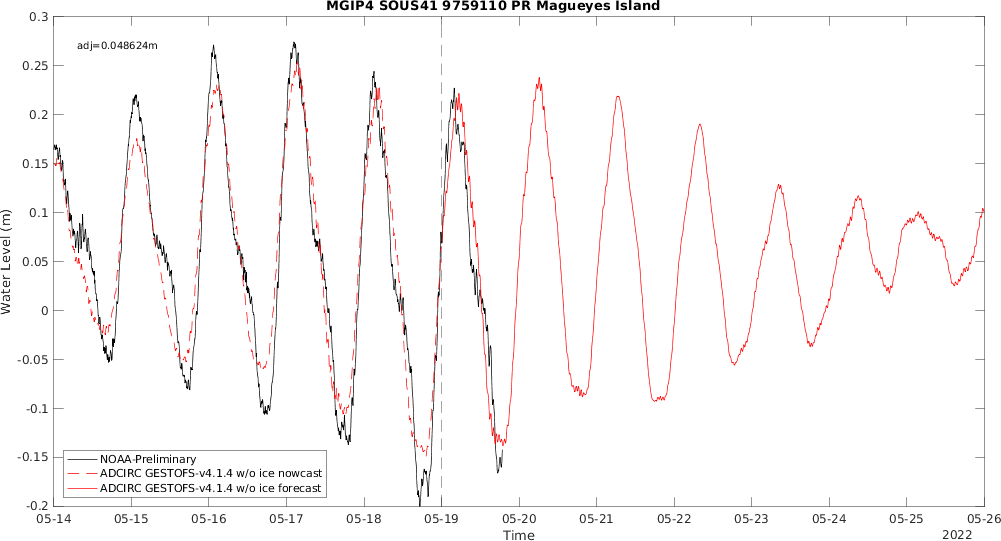 MGIP4 SOUS41 9759110 PR Magueyes Island
adj=0.048624m
0.3
0.25
0.2
0.15
0.1
0.05
0
-0.05
-0.1
-0.15
-0.2
Water Level (m)
NOAA-Preliminary
ADCIRC GESTOFS-v4.1.4 w/o ice nowcast
ADCIRC GESTOFS-v4.1.4 w/o ice forecast
05-14 05-15 05-16 05-17 05-18 05-19 05-20 05-21 05-22 05-23 05-24 05-25 05-26
Time
2022